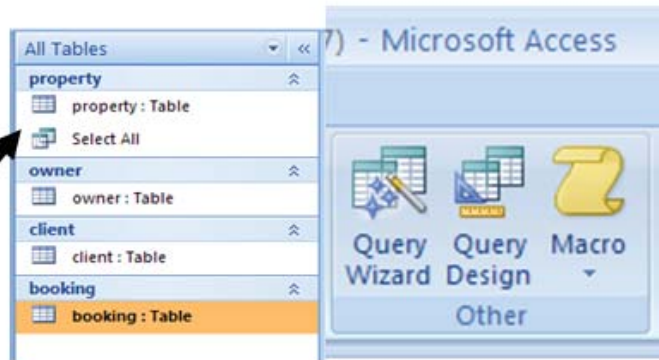 All Tables
property
property : Table
Select All
owner
owner : Table
client
client : Table
booking
booking : Table
7) - Microsoft Access
Query Wizard
Query Design
Macro
Other